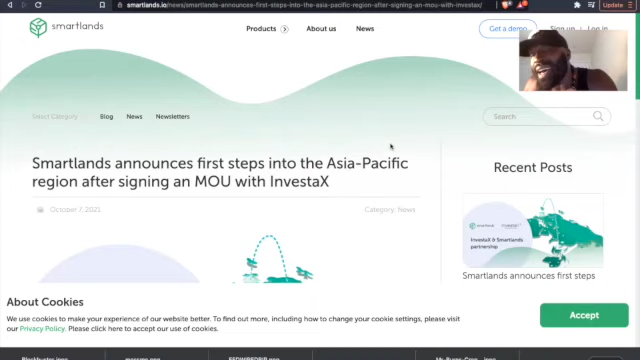 smartlands.io/news/smartlands-announces-first-steps-into-the-asia-pacific-region-after-signing-an-mou-with-investax/
Update
smartlands
Products
About us
News
Get a demo
Sign up
Log in
Select Category
Blog
News
Newsletters
Search
Smartlands announces first steps into the Asia-Pacific
region after signing an MOU with InvestaX
October 7, 2021
Category: News
Recent Posts
smartlands
InvestaX & Smartlands
partnership
Smartlands announces first steps
About Cookies
We use cookies to make your experience of our website better. To find out more, including how to change your cookie settings, please visit
our Privacy Policy. Please click here to accept our use of cookies.
Accept